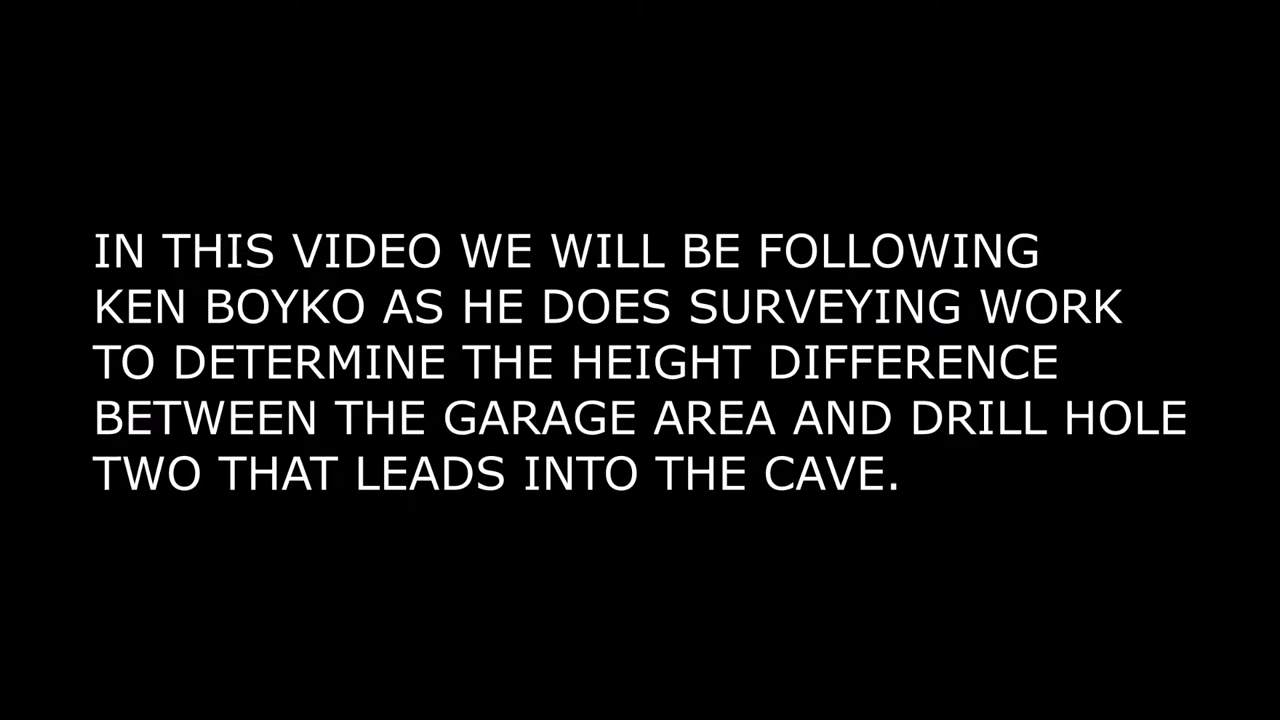 IN THIS VIDEO WE WILL BE FOLLOWING
KEN BOYKO AS HE DOES SURVEYING WORK
TO DETERMINE THE HEIGHT DIFFERENCE
BETWEEN THE GARAGE AREA AND DRILL HOLE
TWO THAT LEADS INTO THE CAVE.